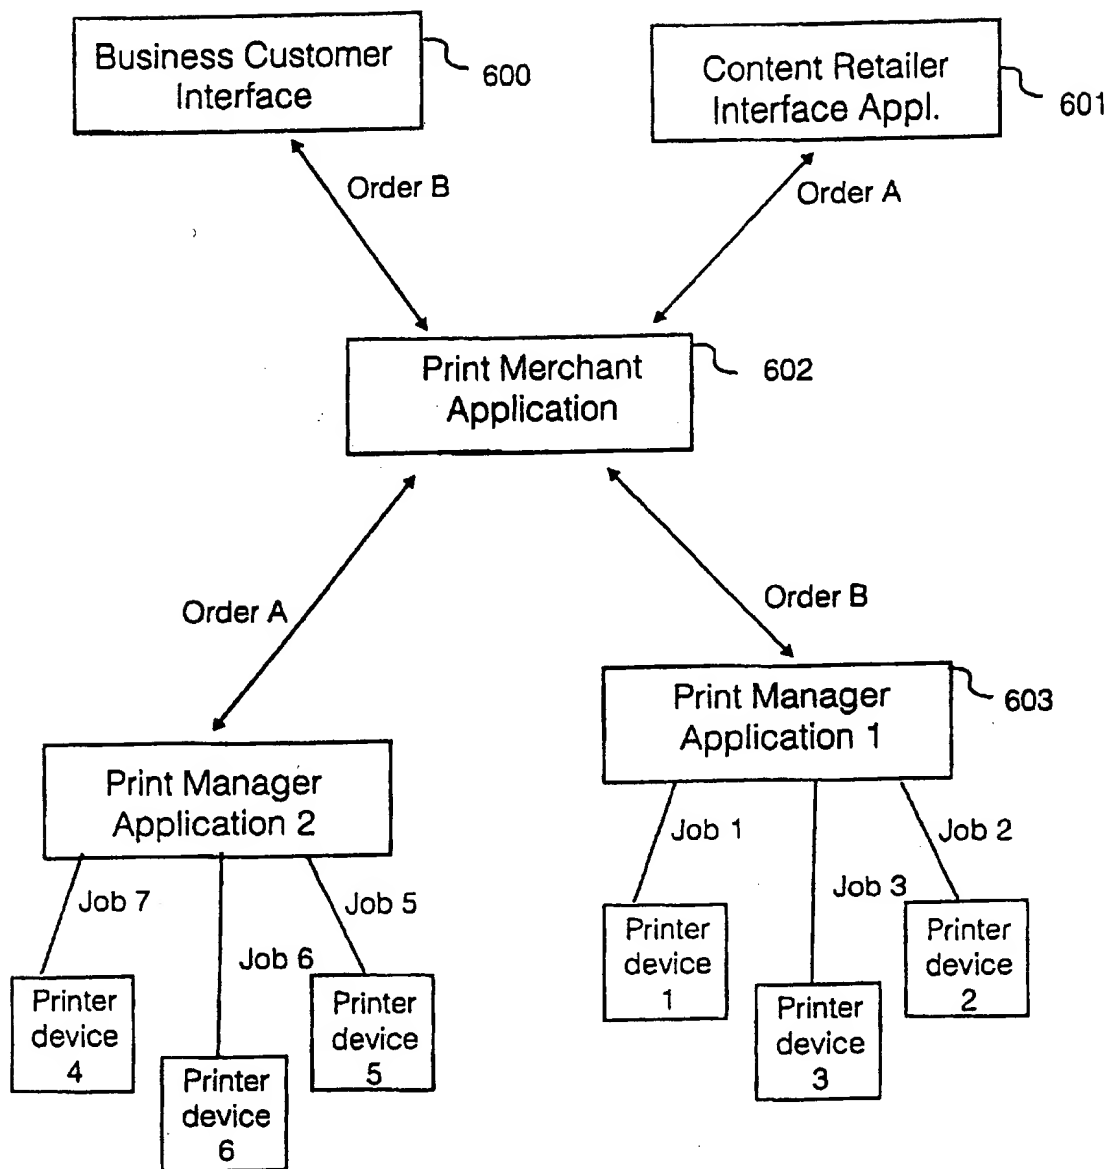 Business Customer
Interface
600
Content Retailer
Interface Appl.
601
Order B
Order A
Print Merchant
Application
602
Order A
Order B
Print Manager
Application 1
603
Print Manager
Application 2
Job 1
Job 2
Job 3
Job 7
Job 5
Job 6
Printer
device
1
Printer
device
2
Printer
device
3
Printer
device
4
Printer
device
5
Printer
device
6